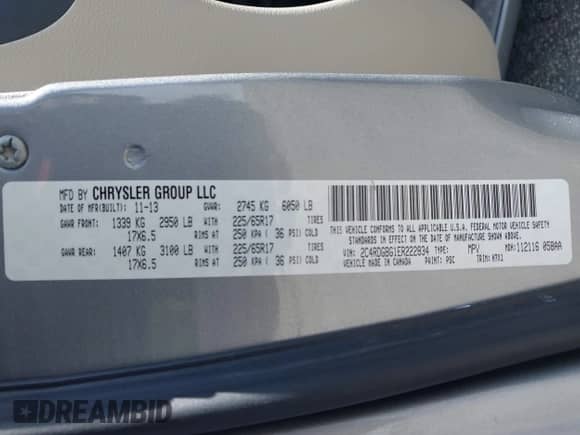 MFD BY CHRYSLER GROUP LLC
DATE OF MFR(BUILT): 11-13 GVWR: 2745 KG 6050 LB
GAWR FRONT: 1339 KG 2950 LB WITH 225/65R17 TIRES
17X6.5 RIMS AT 250 KPA( 36 PSI) COLD
GAWR REAR: 1407 KG 3100 LB WITH 225/65R17 TIRES
17X6.5 RIMS AT 250 KPA( 36 PSI) COLD
THIS VEHICLE CONFORMS TO ALL APPLICABLE U.S.A. FEDERAL MOTOR VEHICLE SAFETY
STANDARDS IN EFFECT ON THE DATE OF MANUFACTURE SHOWN
ABOVE.
VIN: 2C4RDGBG1ER222834 TYPE: MPV MDH: 112116 05BAA
VEHICLE MADE IN CANADA PAINT: PSC TRIM:
DREAMBID